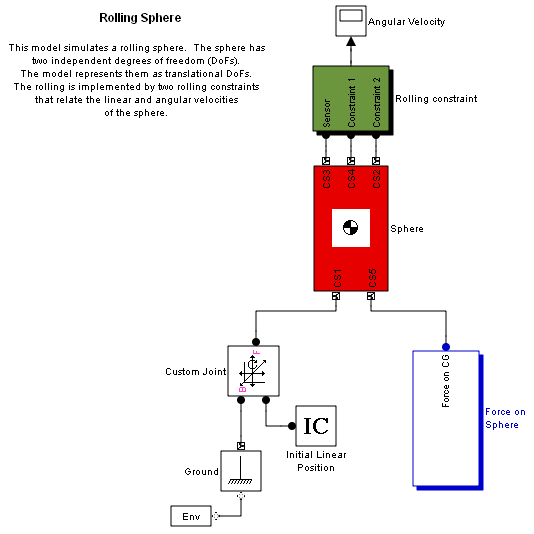 Rolling Sphere
This model simulates a rolling sphere. The sphere has
two independent degrees of freedom (DoFs).
The model represents them as translational DoFs.
The rolling is implemented by two rolling constraints
that relate the linear and angular velocities
of the sphere.
Angular Velocity
Sensor
Constraint 1
Constraint 2
Rolling constraint
CS3
CS4
CS2
Sphere
CS1
CS5
Custom Joint
F
C
B
IC
Initial Linear
Position
Ground
Env
Force on CG
Force on
Sphere